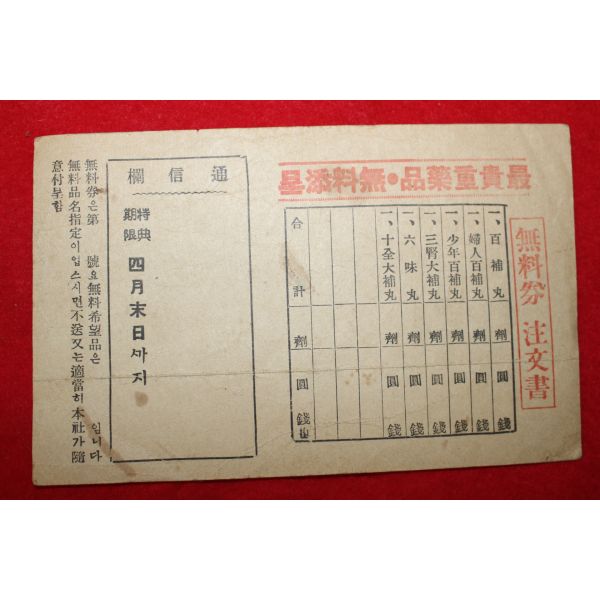 最貴重藥品●無料添呈
無料券 注文書
一、百補丸 劑 圓 錢
一、婦人百補丸 劑 圓 錢
一、少年百補丸 劑 圓 錢
一、三腎大補丸 劑 圓 錢
一、六味丸 劑 圓 錢
一、十全大補丸 劑 圓 錢
合計 劑 圓 錢也
通信欄
特典期限 四月末日ᄭᅡ지
無料券은第 號요無料希望品은 입니다
無料品名指定이업스시면不送又는適當히本社가隨
意付